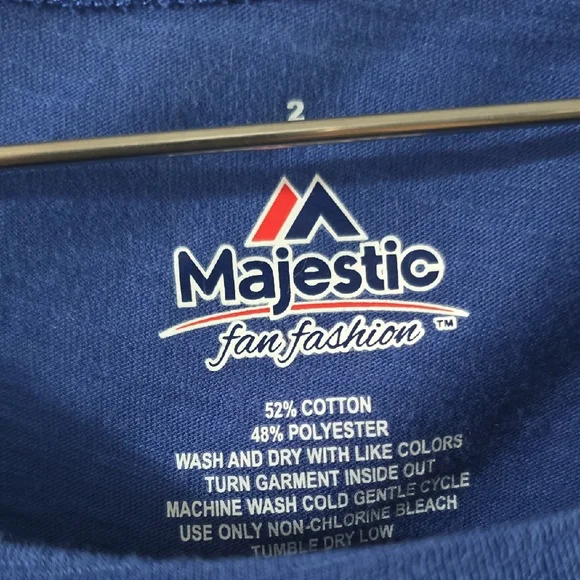 2
Majestic
fan fashion ™
52% COTTON
48% POLYESTER
WASH AND DRY WITH LIKE COLORS
TURN GARMENT INSIDE OUT
MACHINE WASH COLD GENTLE CYCLE
USE ONLY NON-CHLORINE BLEACH
TUMBLE DRY LOW